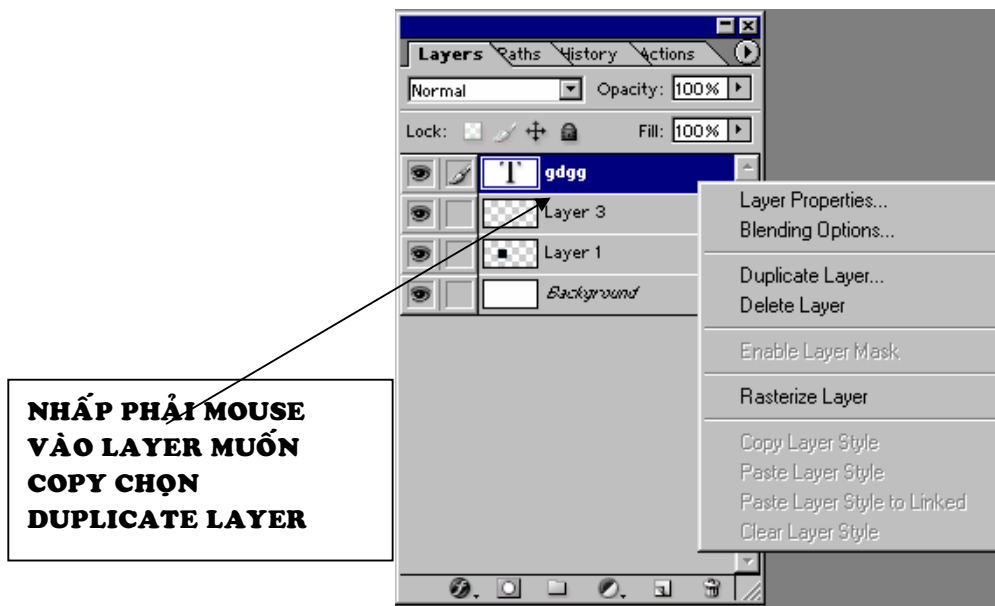 Layers Paths History Actions
Normal Opacity: 100%
Lock: Fill: 100%
T gdgg
Layer 3
Layer 1
Background
Layer Properties...
Blending Options...
Duplicate Layer...
Delete Layer
Enable Layer Mask
Rasterize Layer
Copy Layer Style
Paste Layer Style
Paste Layer Style to Linked
Clear Layer Style
NHẤP PHẢI MOUSE
VÀO LAYER MUỐN
COPY CHỌN
DUPLICATE LAYER